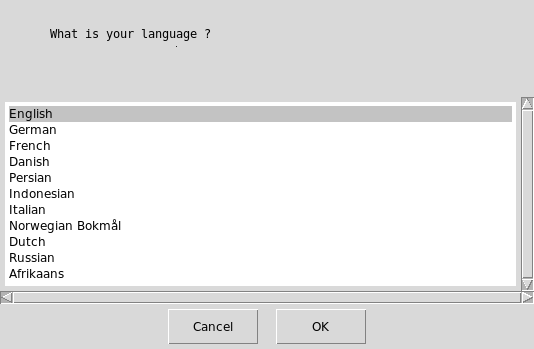 What is your language ?
English
German
French
Danish
Persian
Indonesian
Italian
Norwegian Bokmål
Dutch
Russian
Afrikaans
Cancel
OK